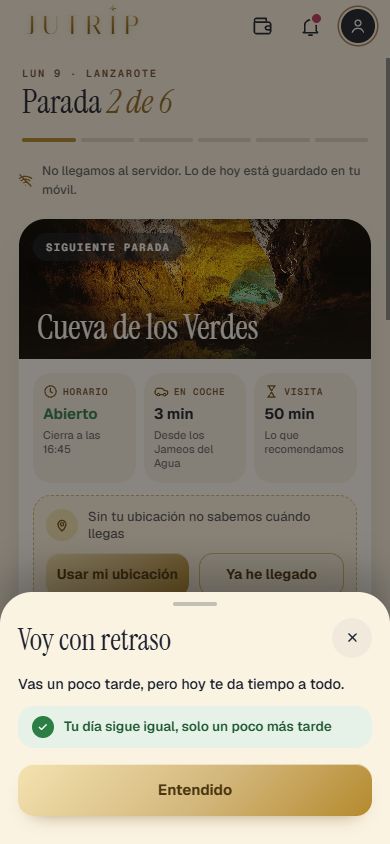 JUTRIP
LUN 9 · LANZAROTE
Parada 2 de 6
No llegamos al servidor. Lo de hoy está guardado en tu
móvil.
SIGUIENTE PARADA
Cueva de los Verdes
HORARIO
Abierto
Cierra a las
16:45
EN COCHE
3 min
Desde los
Jameos del
Agua
VISITA
50 min
Lo que
recomendamos
Sin tu ubicación no sabemos cuándo
llegas
Usar mi ubicación
Ya he llegado
Voy con retraso
Vas un poco tarde, pero hoy te da tiempo a todo.
Tu día sigue igual, solo un poco más tarde
Entendido